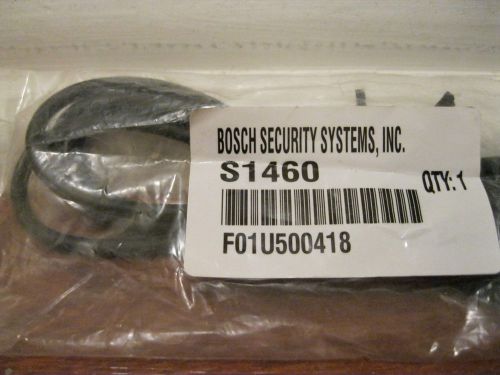 BOSCH SECURITY SYSTEMS, INC.
S1460
QTY: 1
F01U500418